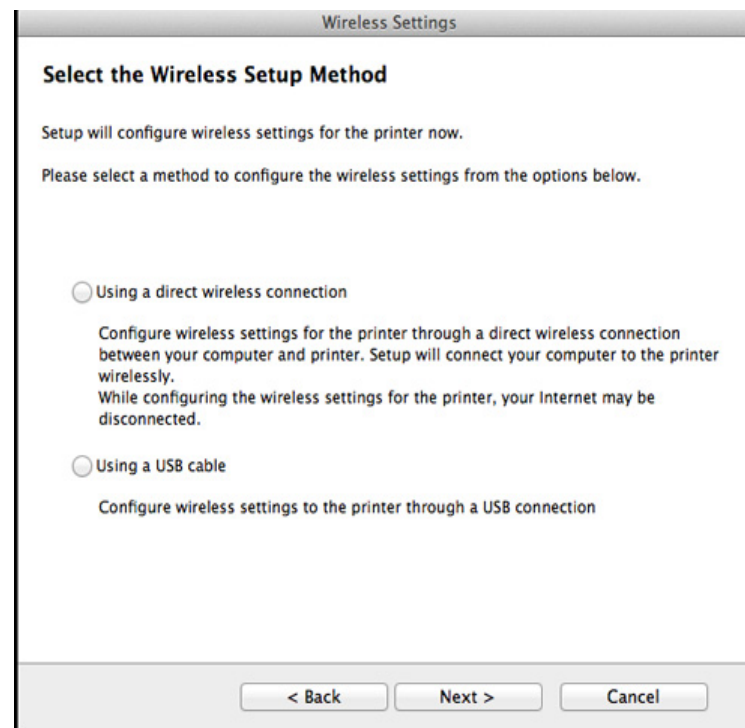 Wireless Settings
Select the Wireless Setup Method
Setup will configure wireless settings for the printer now.
Please select a method to configure the wireless settings from the options below.
Using a direct wireless connection
Configure wireless settings for the printer through a direct wireless connection
between your computer and printer. Setup will connect your computer to the printer
wirelessly.
While configuring the wireless settings for the printer, your Internet may be
disconnected.
Using a USB cable
Configure wireless settings to the printer through a USB connection
< Back Next > Cancel